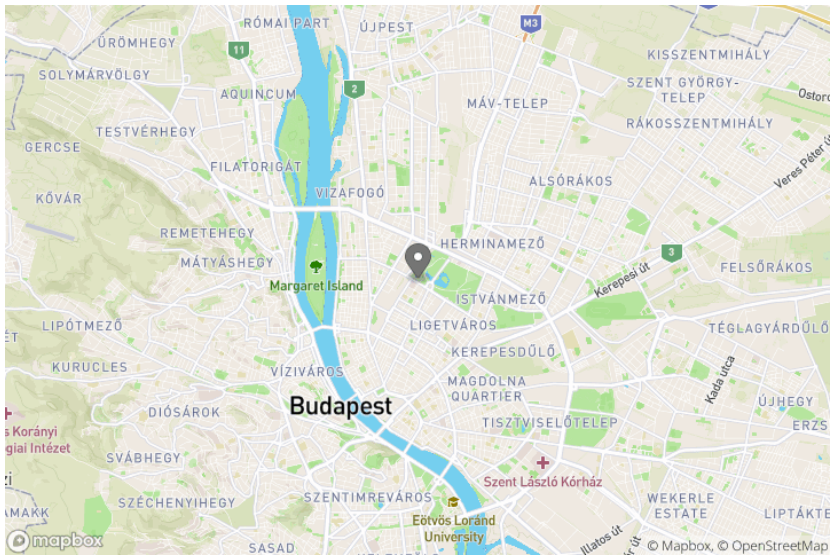 RÓMAI PART
ÚJPEST
M3
ÜRÖMHEGY
11
KISSZENTMIHÁLY
SOLYMÁRVÖLGY
2
SZENT GYÖRGY-
TELEP
AQUINCUM
MÁV-TELEP
Ostoro
TESTVÉRHEGY
RÁKOSSZENTMIHÁLY
GERCSE
Veres Péter út
FILATORIGÁT
ALSÓRÁKOS
KŐVÁR
VIZAFOGÓ
REMETEHEGY
HERMINAMEZŐ
3
MÁTYÁSHEGY
FELSŐRÁKOS
Margaret Island
Kerepesi út
ISTVÁNMEZŐ
LIPÓTMEZŐ
LIGETVÁROS
TÉGLAGYÁRDŰLŐ
KEREPESDŰLŐ
KURUCLES
VÍZIVÁROS
Kada utca
MAGDOLNA
QUARTIER
Budapest
DIÓSÁROK
ÚJHEGY
TISZTVISELŐTELEP
ERZS
s Korányi
giai Intézet
SVÁBHEGY
Szent László Kórház
SZÉCHENYIHEGY
SZENTIMREVÁROS
WEKERLE
ESTATE
LIPTÁKTE
AMAKK
Eötvös Loránd
University
Illatos út
SASAD
mapbox
© Mapbox, © OpenStreetMap